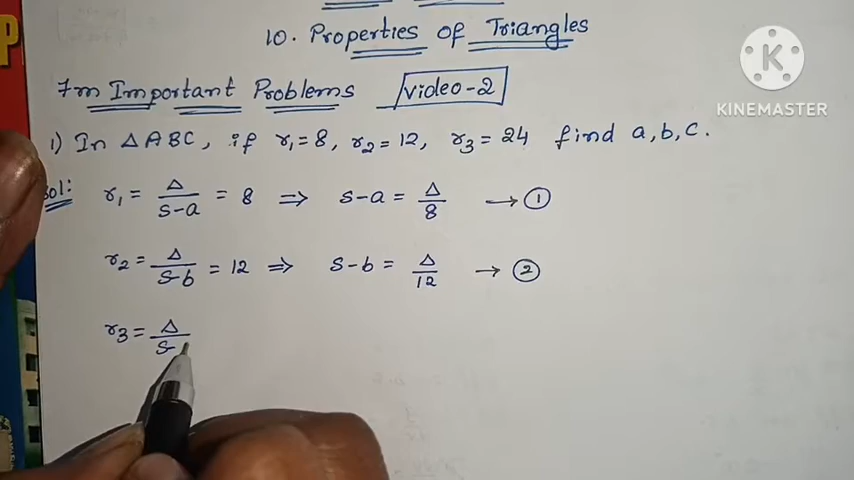 10. Properties of Triangles
7m Important Problems video-2
KINEMASTER
1) In △ABC, if r₁=8, r₂=12, r₃=24 find a,b,c.
sol: r₁ = Δ/(s-a) = 8 ⇒ s-a = Δ/8 → ①
r₂ = Δ/(s-b) = 12 ⇒ s-b = Δ/12 → ②
r₃ = Δ/s-